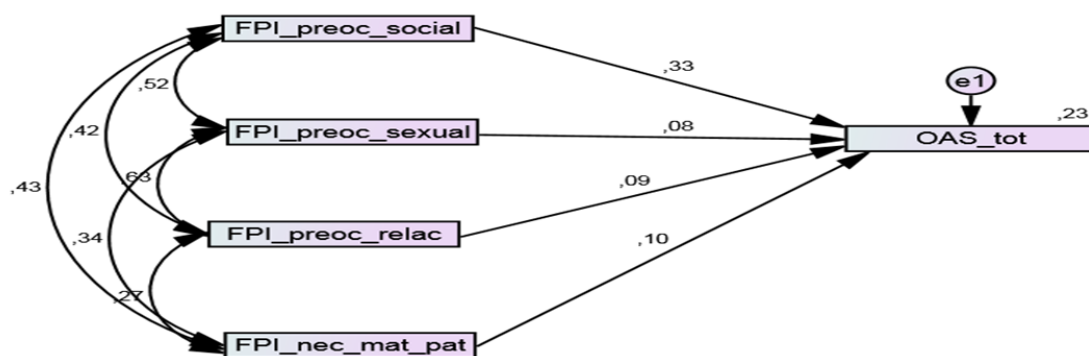 FPI_preoc_social
,33
e1
,52
,23
,42
FPI_preoc_sexual
,08
OAS_tot
,63
,43
,09
,34
FPI_preoc_relac
,10
,27
FPI_nec_mat_pat